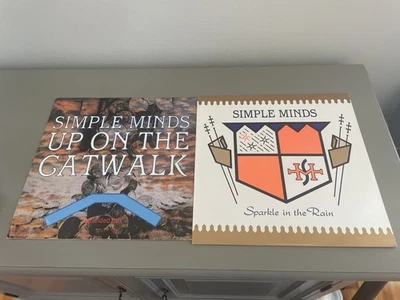 SIMPLE MINDS
UP ON THE
CATWALK
SIMPLE MINDS
Sparkle in the Rain